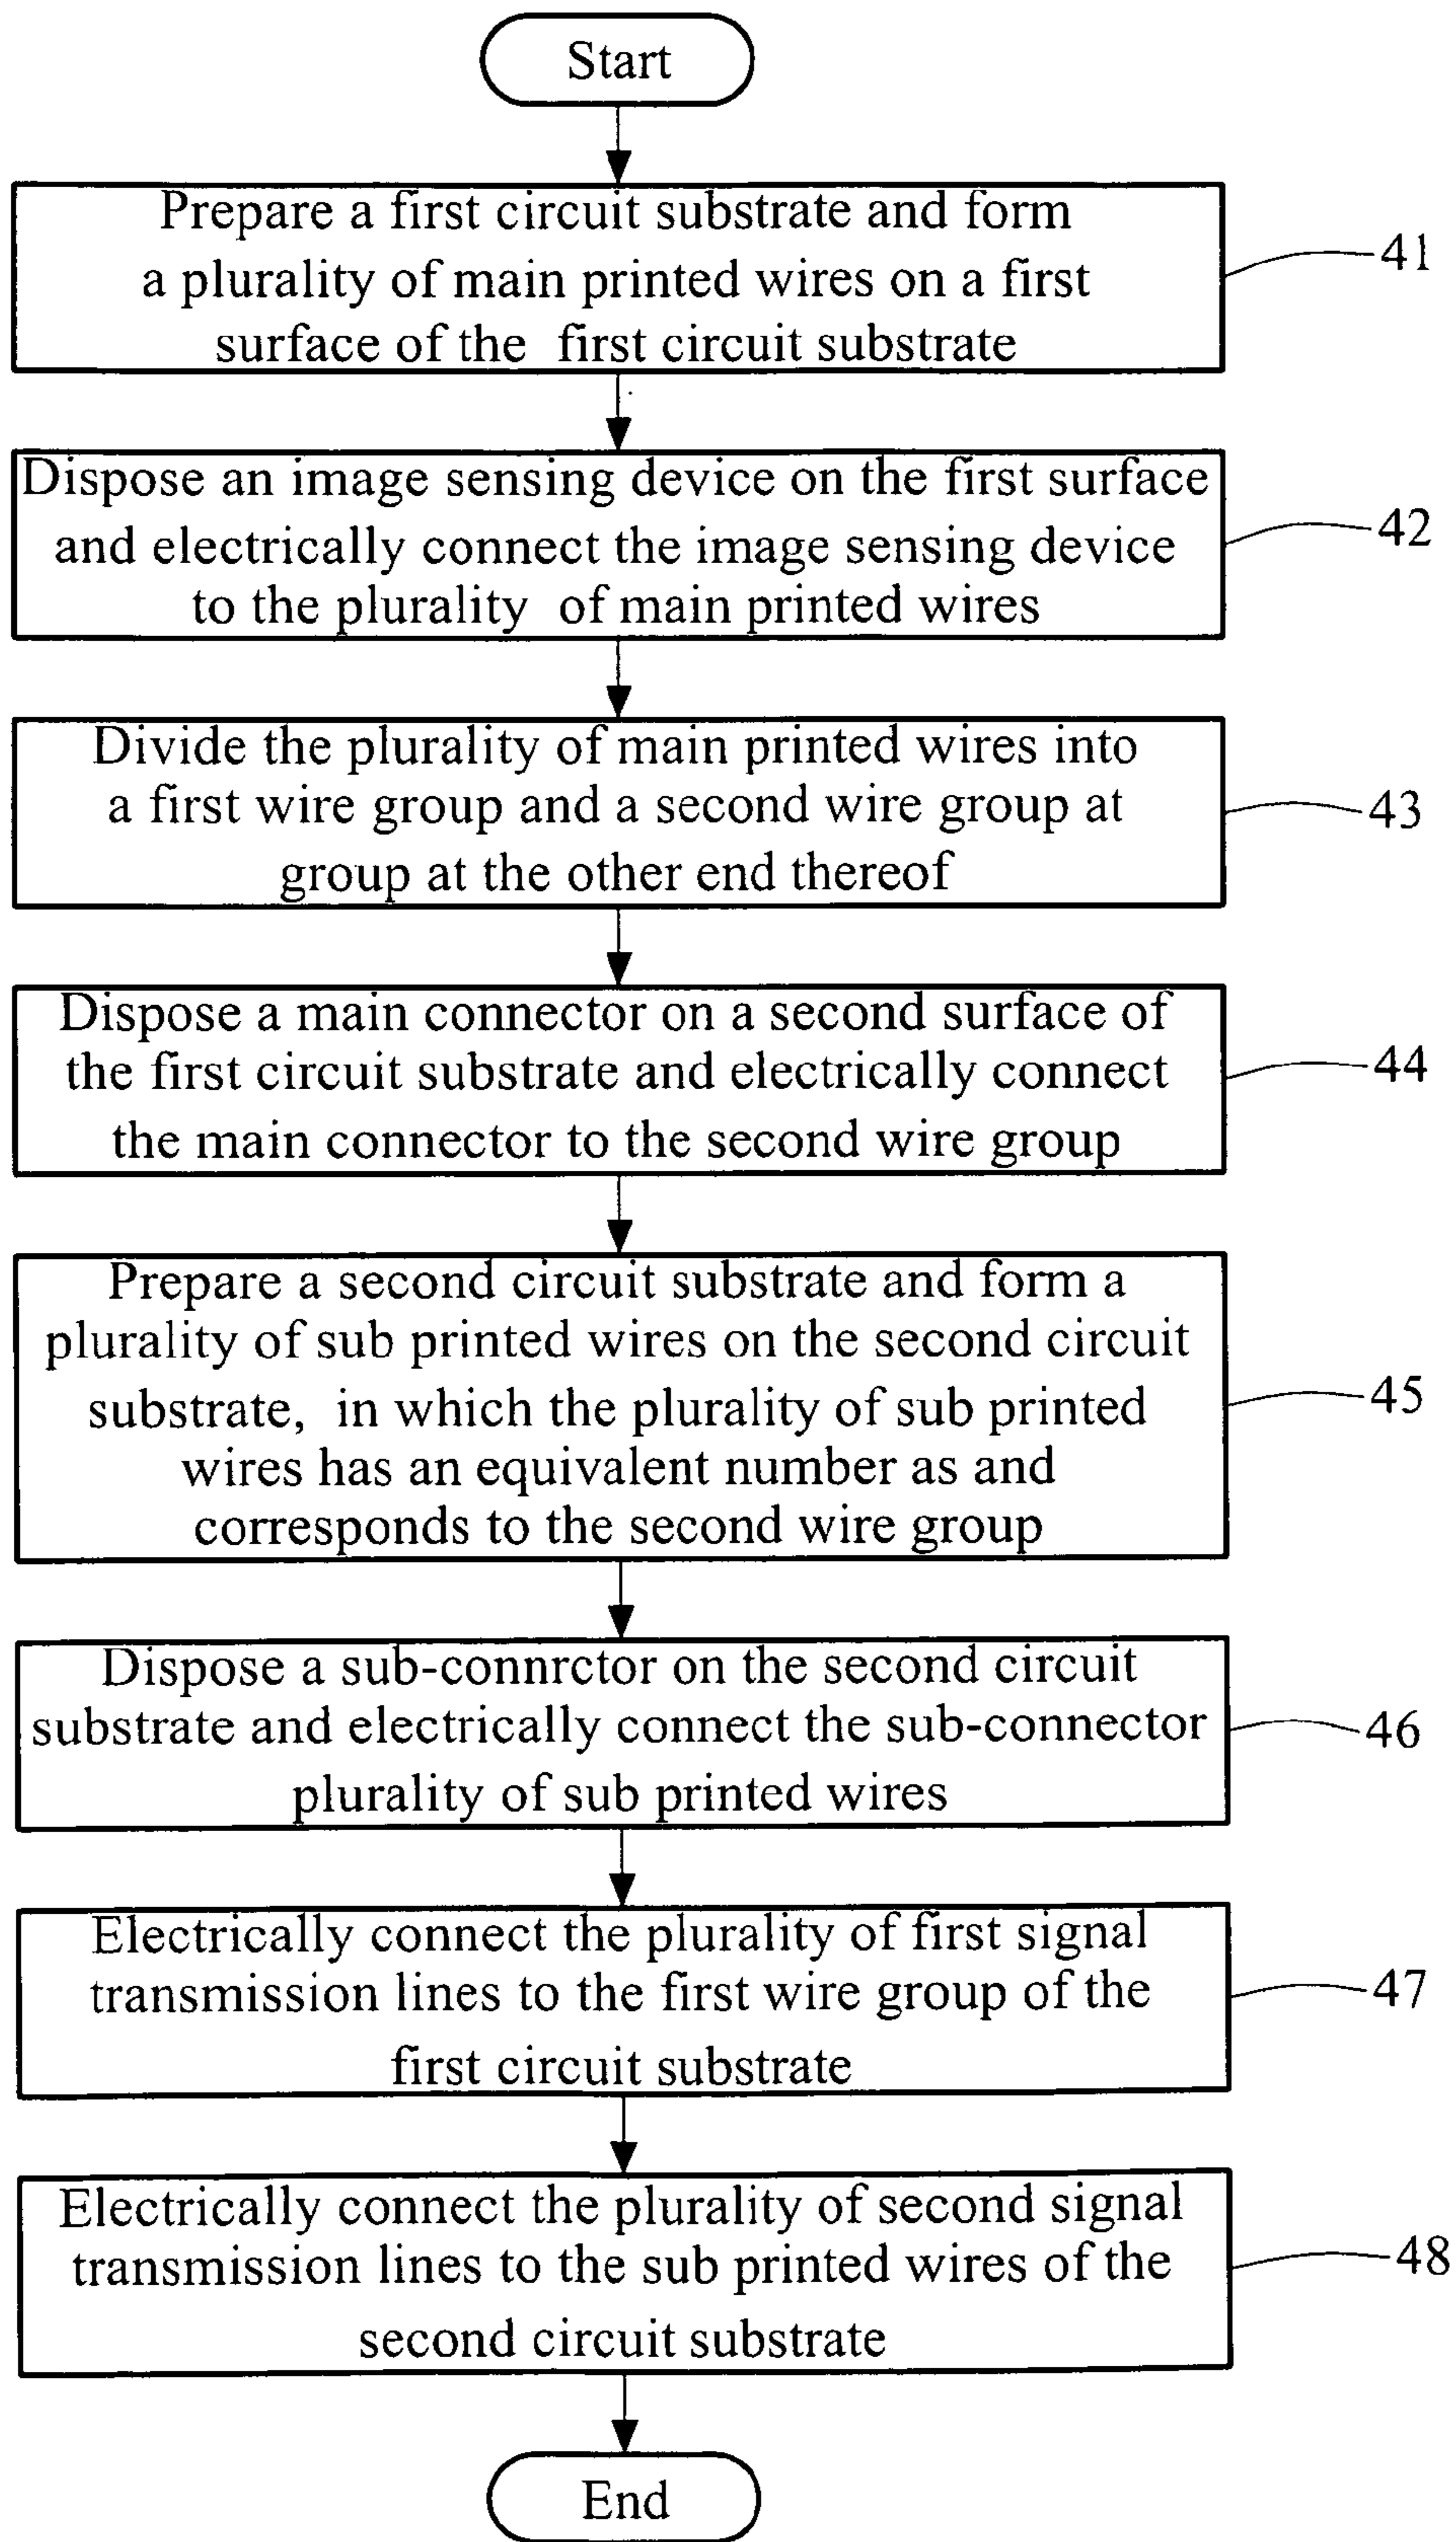 Start
Prepare a first circuit substrate and form
a plurality of main printed wires on a first
surface of the first circuit substrate
41
Dispose an image sensing device on the first surface
and electrically connect the image sensing device
to the plurality of main printed wires
42
Divide the plurality of main printed wires into
a first wire group and a second wire group at
group at the other end thereof
43
Dispose a main connector on a second surface of
the first circuit substrate and electrically connect
the main connector to the second wire group
44
Prepare a second circuit substrate and form a
plurality of sub printed wires on the second circuit
substrate, in which the plurality of sub printed
wires has an equivalent number as and
corresponds to the second wire group
45
Dispose a sub-connrctor on the second circuit
substrate and electrically connect the sub-connector
plurality of sub printed wires
46
Electrically connect the plurality of first signal
transmission lines to the first wire group of the
first circuit substrate
47
Electrically connect the plurality of second signal
transmission lines to the sub printed wires of the
second circuit substrate
48
End